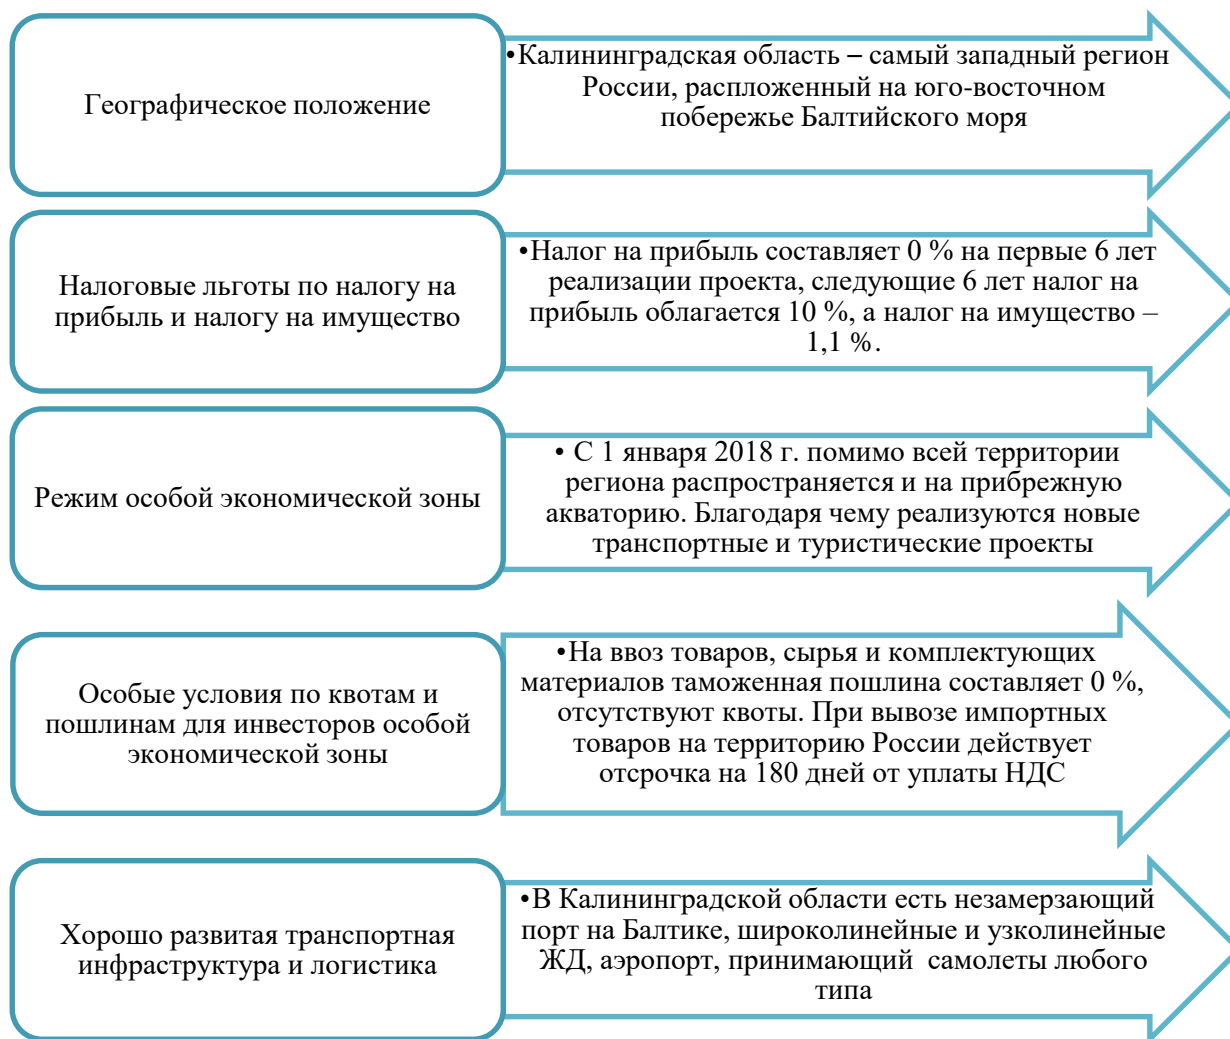 Географическое положение
•Калининградская область – самый западный регион
России, распложенный на юго-восточном
побережье Балтийского моря
Налоговые льготы по налогу на
прибыль и налогу на имущество
•Налог на прибыль составляет 0 % на первые 6 лет
реализации проекта, следующие 6 лет налог на
прибыль облагается 10 %, а налог на имущество –
1,1 %.
Режим особой экономической зоны
• С 1 января 2018 г. помимо всей территории
региона распространяется и на прибрежную
акваторию. Благодаря чему реализуются новые
транспортные и туристические проекты
Особые условия по квотам и
пошлинам для инвесторов особой
экономической зоны
•На ввоз товаров, сырья и комплектующих
материалов таможенная пошлина составляет 0 %,
отсутствуют квоты. При вывозе импортных
товаров на территорию России действует
отсрочка на 180 дней от уплаты НДС
Хорошо развитая транспортная
инфраструктура и логистика
•В Калининградской области есть незамерзающий
порт на Балтике, широколинейные и узколинейные
ЖД, аэропорт, принимающий  самолеты любого
типа